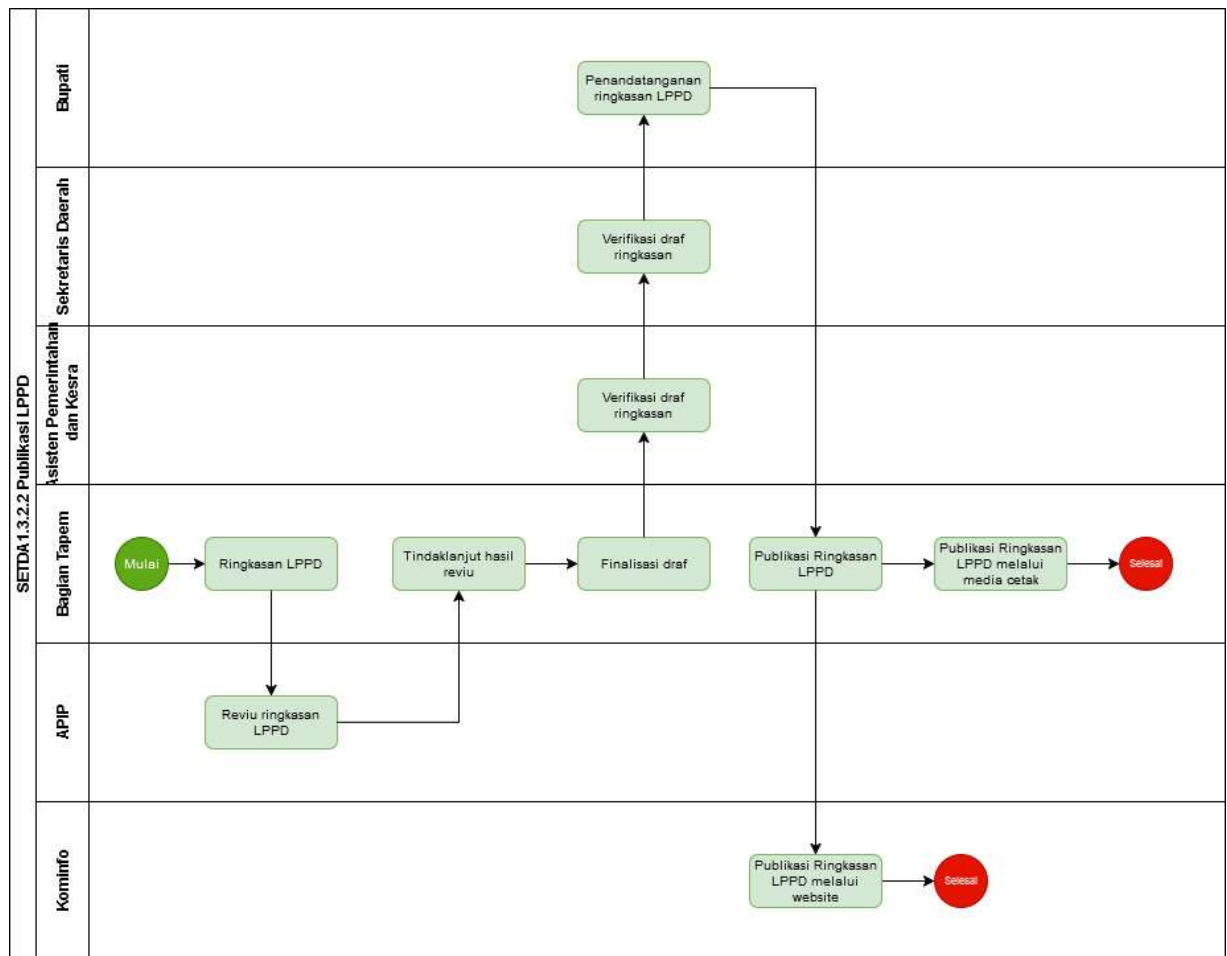 SETDA 1.3.2.2 Publikasi LPPD
Bupati
Penandatanganan
ringkasan LPPD
Sekretaris Daerah
Verifikasi draf
ringkasan
Asisten Pemerintahan
dan Kesra
Verifikasi draf
ringkasan
Bagian Tapem
Mulai
Ringkasan LPPD
Tindaklanjut hasil
reviu
Finalisasi draf
Publikasi Ringkasan
LPPD
Publikasi Ringkasan
LPPD melalui
media cetak
Selesai
APIP
Reviu ringkasan
LPPD
Kominfo
Publikasi Ringkasan
LPPD melalui
website
Selesai